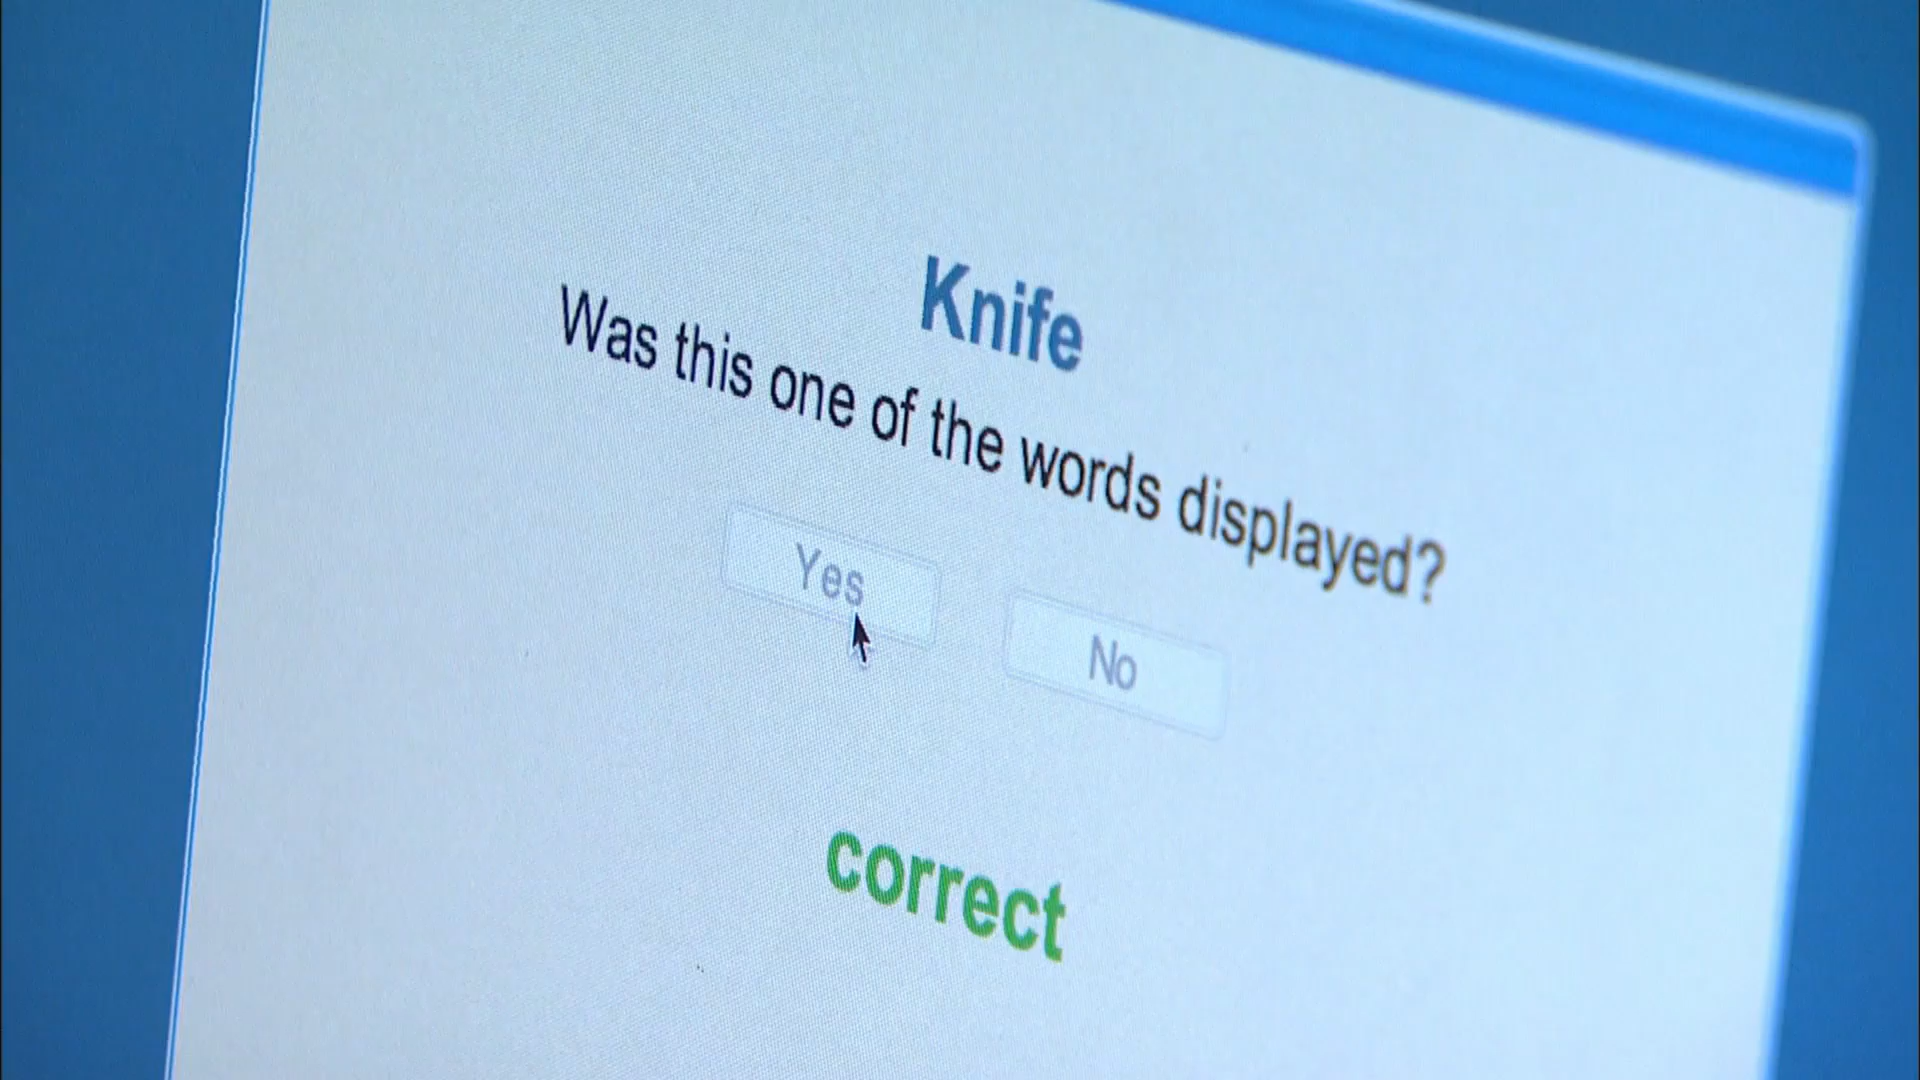 Knife
Was this one of the words displayed?
Yes
No
correct